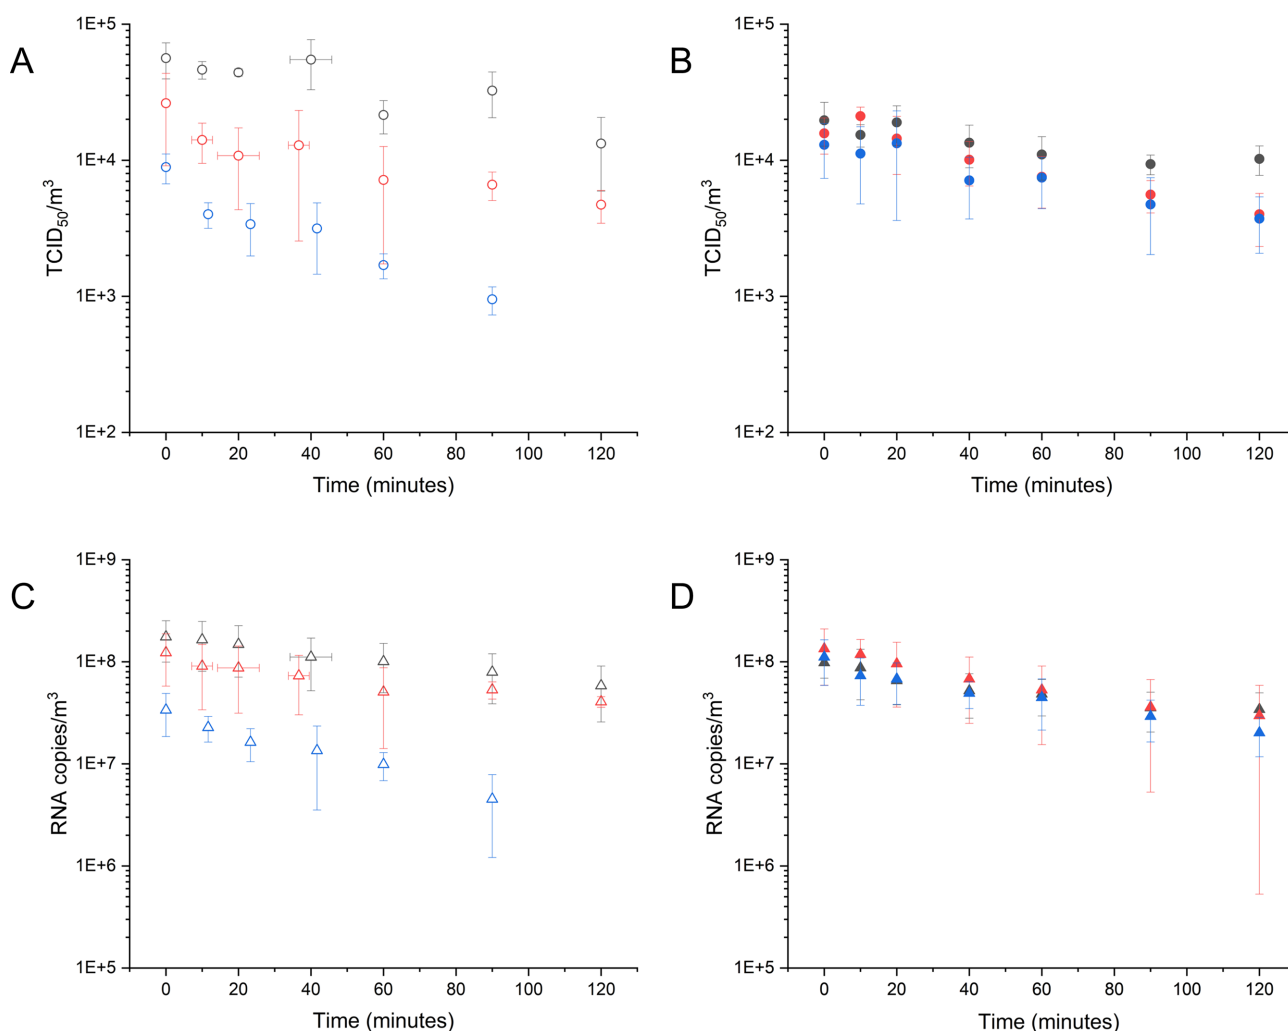 A
1E+5
1E+4
1E+3
1E+2
TCID50/m3
0 20 40 60 80 100 120
Time (minutes)
B
1E+5
1E+4
1E+3
1E+2
TCID50/m3
0 20 40 60 80 100 120
Time (minutes)
C
1E+9
1E+8
1E+7
1E+6
1E+5
RNA copies/m3
0 20 40 60 80 100 120
Time (minutes)
D
1E+9
1E+8
1E+7
1E+6
1E+5
RNA copies/m3
0 20 40 60 80 100 120
Time (minutes)